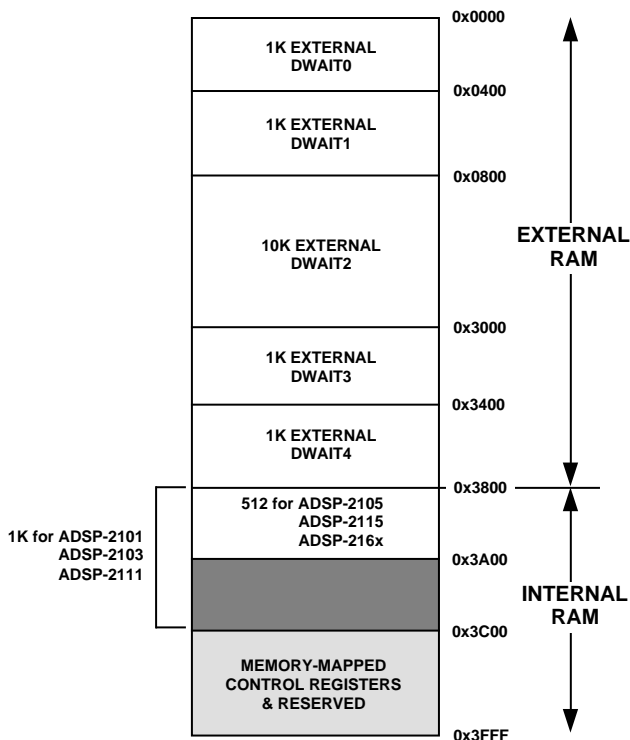 0x0000
1K EXTERNAL
DWAIT0
0x0400
1K EXTERNAL
DWAIT1
0x0800
10K EXTERNAL
DWAIT2
EXTERNAL
RAM
0x3000
1K EXTERNAL
DWAIT3
0x3400
1K EXTERNAL
DWAIT4
0x3800
512 for ADSP-2105
ADSP-2115
ADSP-216x
1K for ADSP-2101
ADSP-2103
ADSP-2111
0x3A00
INTERNAL
RAM
0x3C00
MEMORY-MAPPED
CONTROL REGISTERS
& RESERVED
0x3FFF